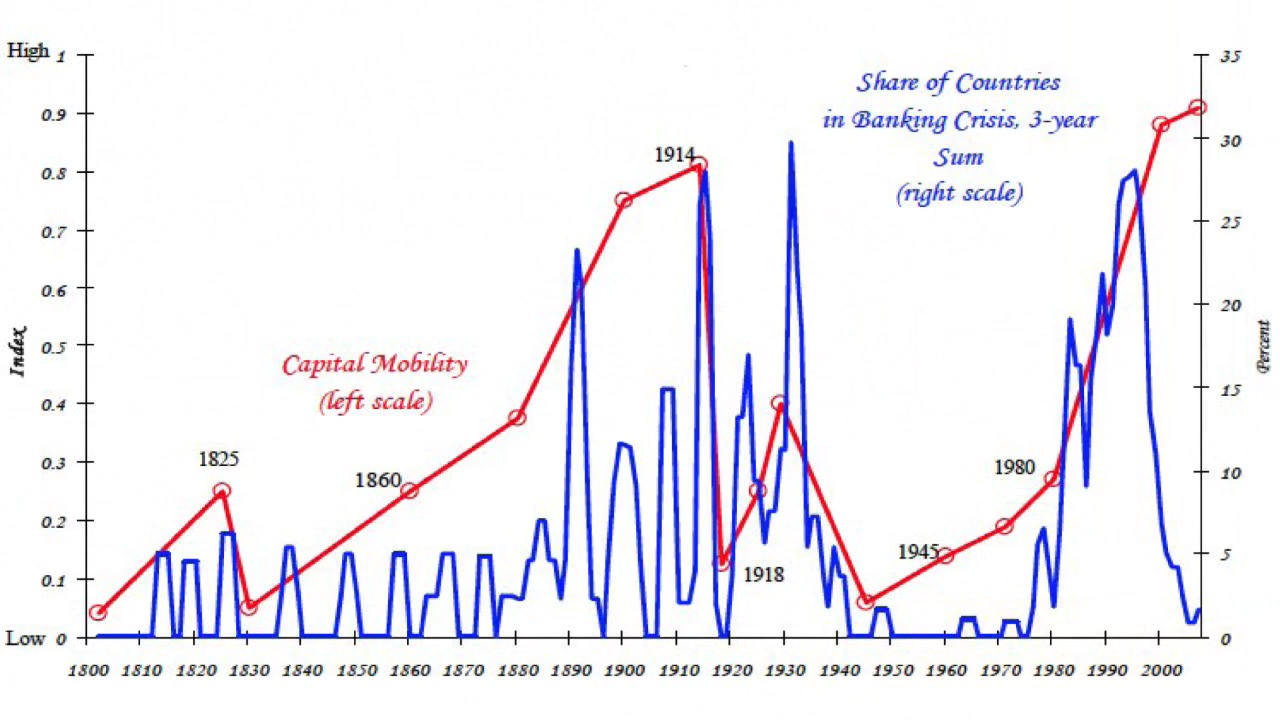 High 1
35
Share of Countries
in Banking Crisis, 3-year
Sum
(right scale)
0.9
30
1914
0.8
0.7
25
0.6
20
Index
Percent
0.5
Capital Mobility
(left scale)
0.4
15
0.3
1825
1860
1980
10
0.2
1945
5
0.1
1918
Low 0
0
1800 1810 1820 1830 1840 1850 1860 1870 1880 1890 1900 1910 1920 1930 1940 1950 1960 1970 1980 1990 2000